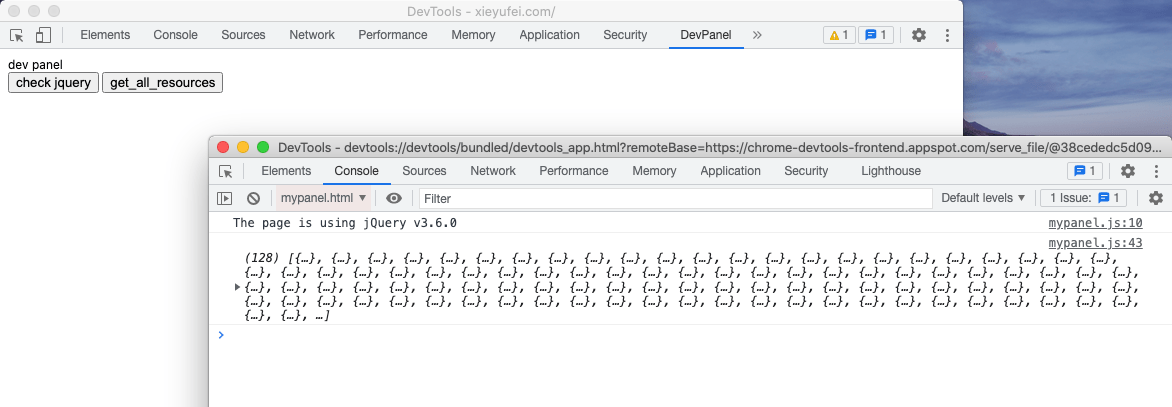 DevTools - xieyufei.com/
Elements Console Sources Network Performance Memory Application Security DevPanel » 1 1
dev panel
check jquery get_all_resources
DevTools - devtools://devtools/bundled/devtools_app.html?remoteBase=https://chrome-devtools-frontend.appspot.com/serve_file/@38cededc5d09...
Elements Console Sources Network Performance Memory Application Security Lighthouse 1
mypanel.html ▼ Filter Default levels ▼ 1 Issue: 1
The page is using jQuery v3.6.0 mypanel.js:10
mypanel.js:43
(128) [{…}, {…}, {…}, {…}, {…}, {…}, {…}, {…}, {…}, {…}, {…}, {…}, {…}, {…}, {…}, {…}, {…}, {…}, {…}, {…}, {…}, {…}, {…},
{…}, {…}, {…}, {…}, {…}, {…}, {…}, {…}, {…}, {…}, {…}, {…}, {…}, {…}, {…}, {…}, {…}, {…}, {…}, {…}, {…}, {…}, {…}, {…}, {…},
{…}, {…}, {…}, {…}, {…}, {…}, {…}, {…}, {…}, {…}, {…}, {…}, {…}, {…}, {…}, {…}, {…}, {…}, {…}, {…}, {…}, {…}, {…}, {…}, {…},
{…}, {…}, {…}, {…}, {…}, {…}, {…}, {…}, {…}, {…}, {…}, {…}, {…}, {…}, {…}, {…}, {…}, {…}, {…}, {…}, {…}, {…}, {…}, {…}, {…},
{…}, {…}, …]